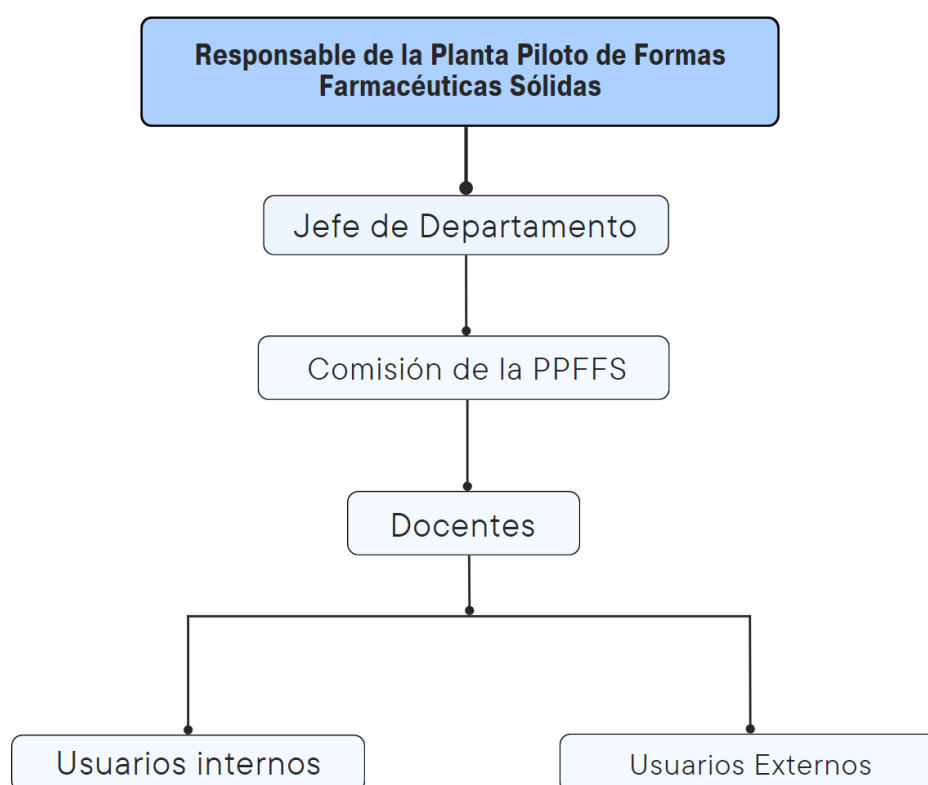 Responsable de la Planta Piloto de Formas
Farmacéuticas Sólidas
Jefe de Departamento
Comisión de la PPFFS
Docentes
Usuarios internos
Usuarios Externos